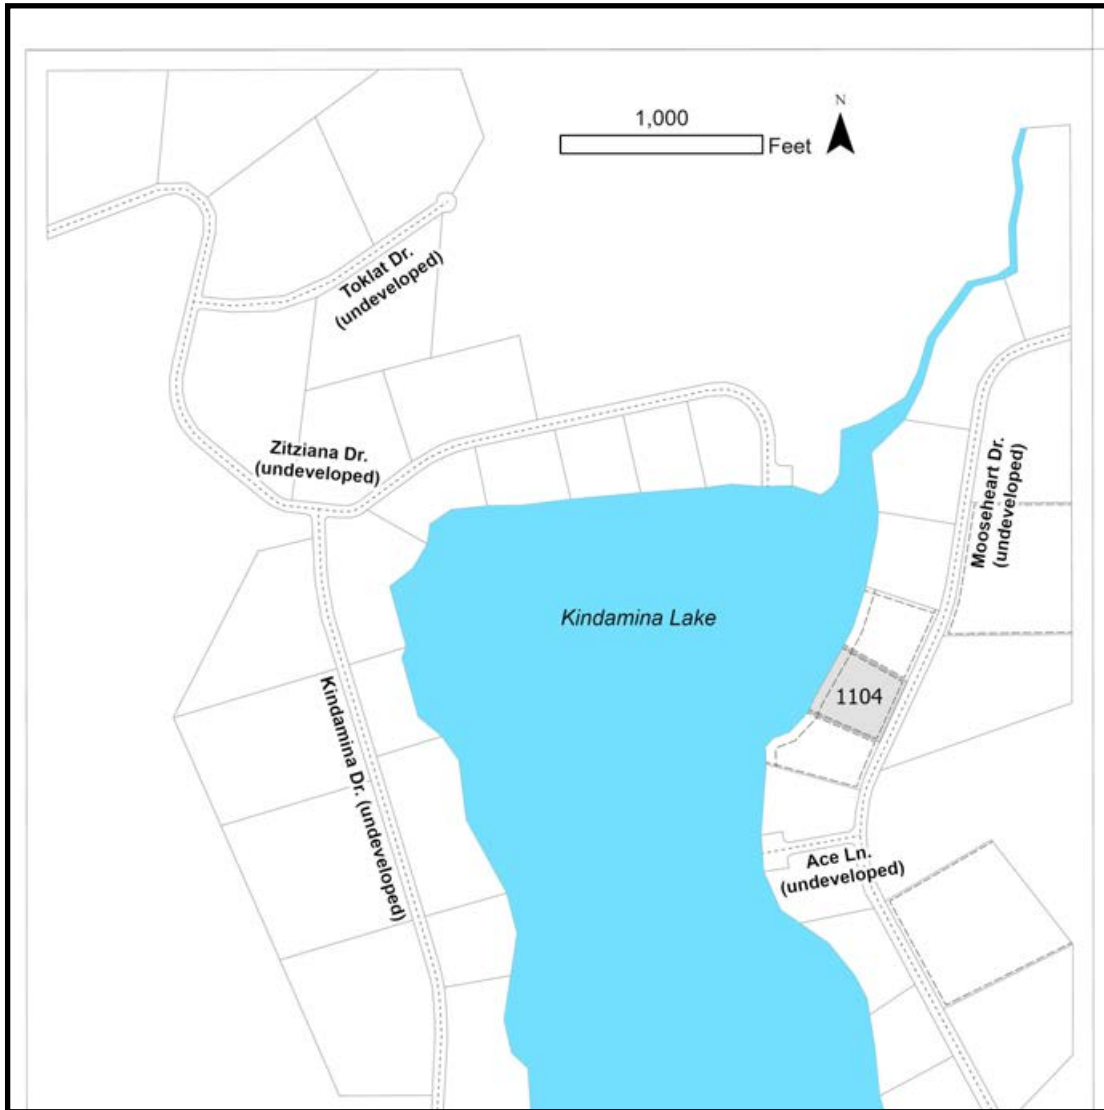 N
1,000
Feet
Toklat Dr.
(undeveloped)
Zitziana Dr.
(undeveloped)
Mooseheart Dr.
(undeveloped)
Kindamina Lake
1104
Kindamina Dr. (undeveloped)
Ace Ln.
(undeveloped)